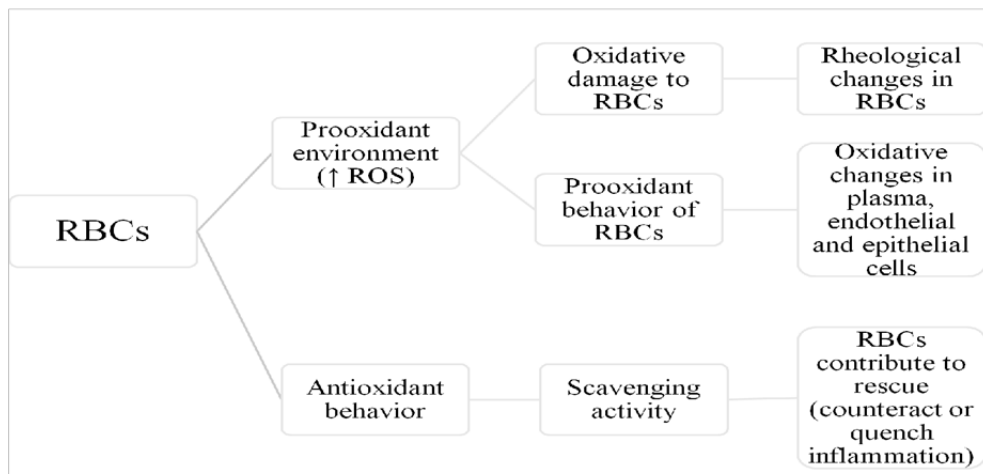 RBCs
Prooxidant
environment
(↑ ROS)
Oxidative
damage to
RBCs
Rheological
changes in
RBCs
Prooxidant
behavior of
RBCs
Oxidative
changes in
plasma,
endothelial
and epithelial
cells
Antioxidant
behavior
Scavenging
activity
RBCs
contribute to
rescue
(counteract or
quench
inflammation)